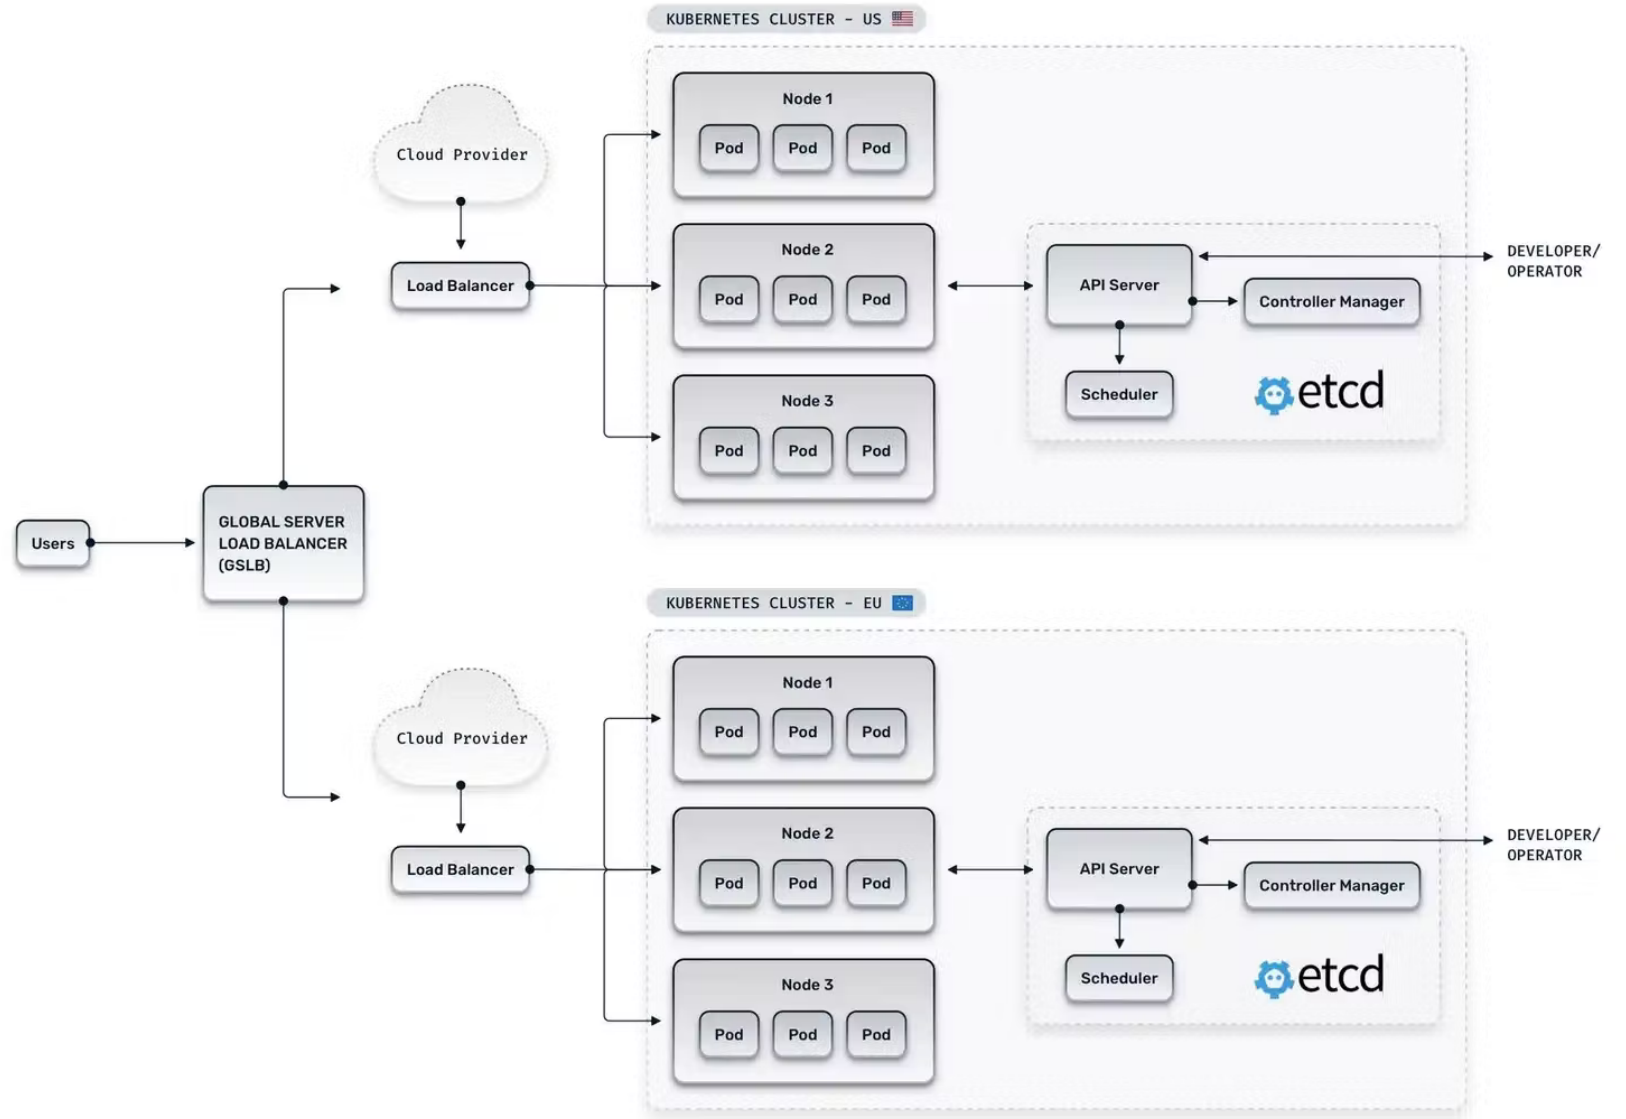 KUBERNETES CLUSTER - US
Node 1
Pod Pod Pod
Cloud Provider
Node 2
Pod Pod Pod
Load Balancer
API Server
Controller Manager
DEVELOPER/
OPERATOR
Scheduler
etcd
Node 3
Pod Pod Pod
Users
GLOBAL SERVER
LOAD BALANCER
(GSLB)
KUBERNETES CLUSTER - EU
Node 1
Pod Pod Pod
Cloud Provider
Node 2
Pod Pod Pod
Load Balancer
API Server
Controller Manager
DEVELOPER/
OPERATOR
Scheduler
etcd
Node 3
Pod Pod Pod